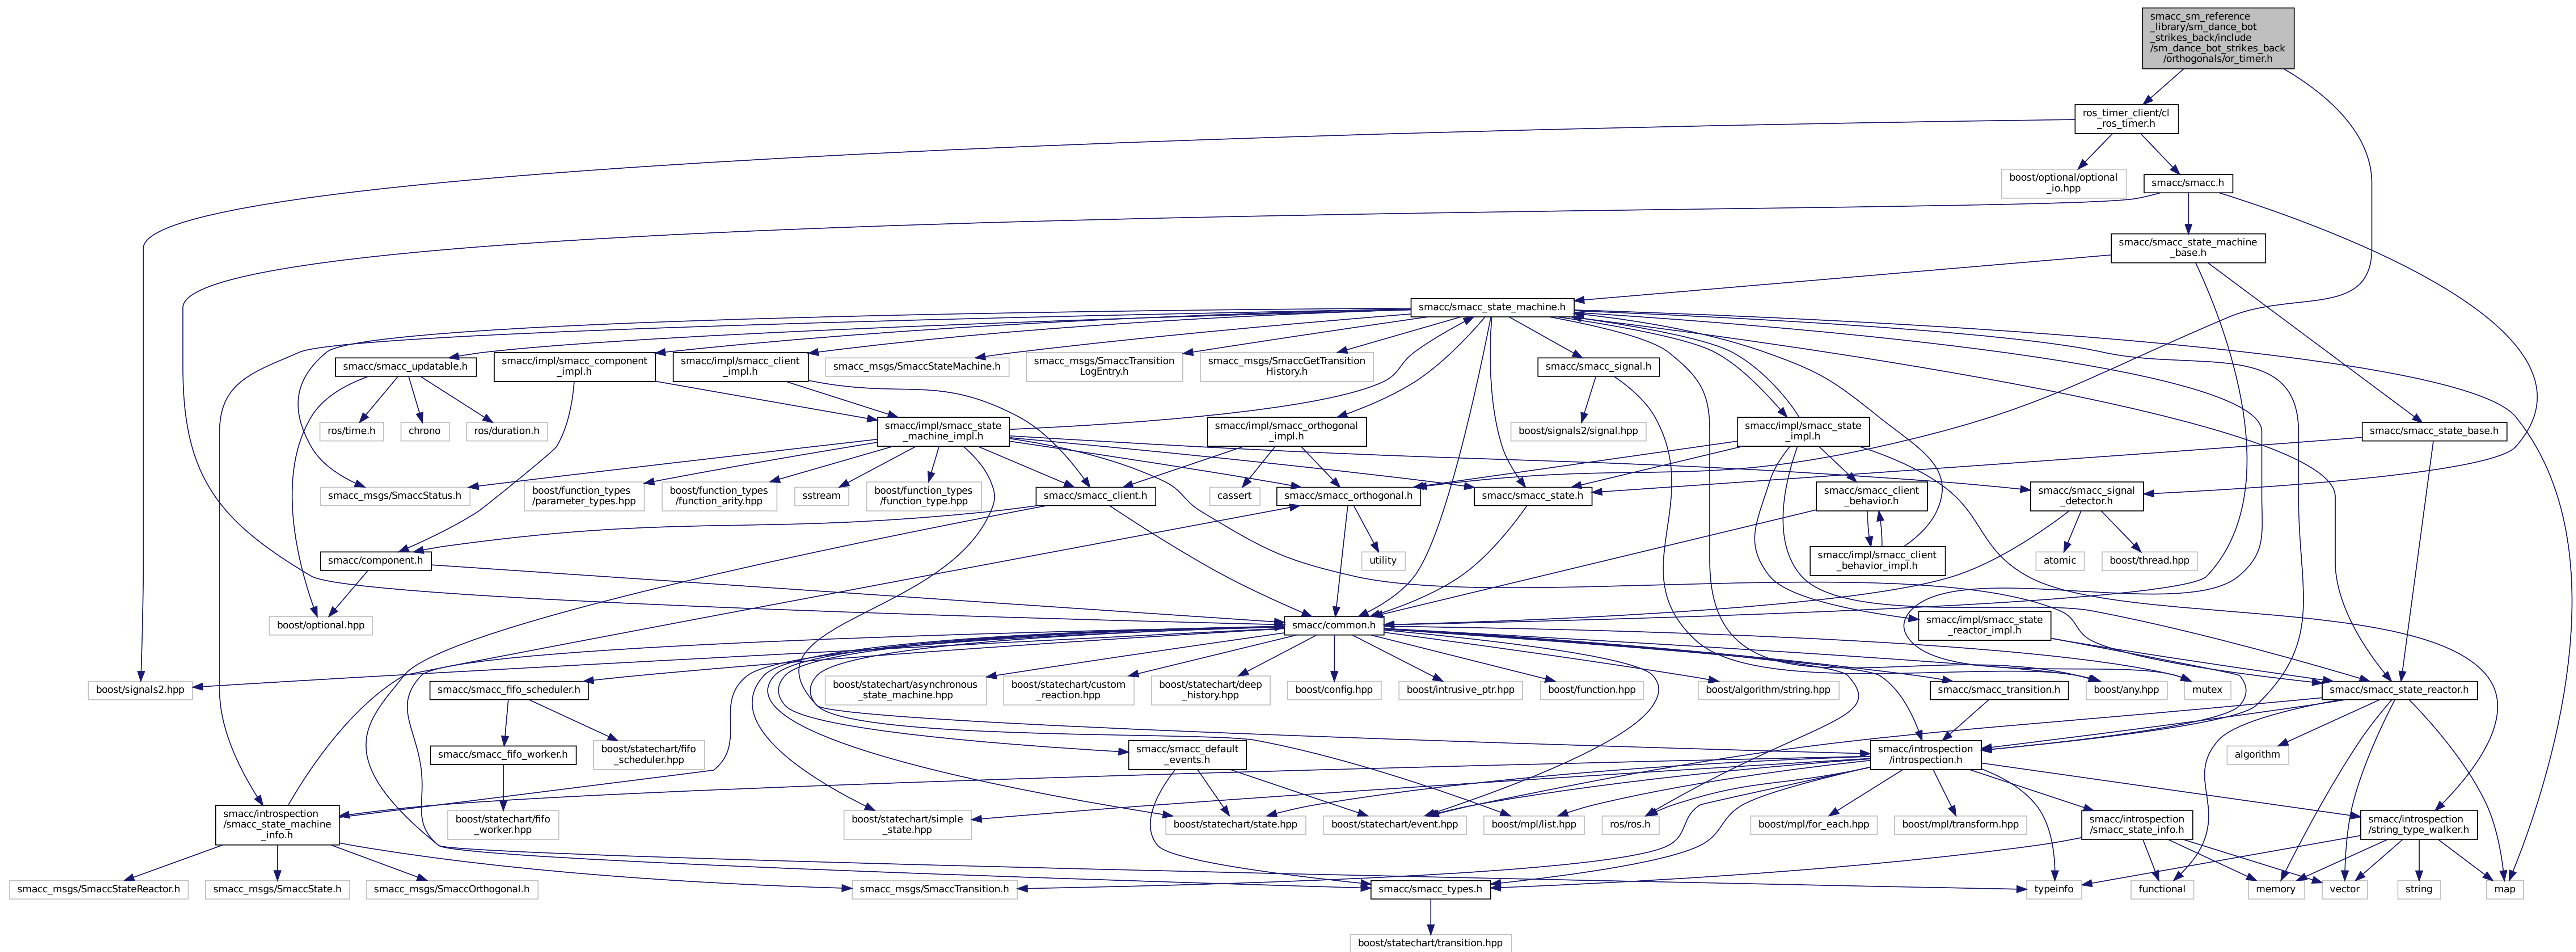 smacc_sm_reference
_library/sm_dance_bot
_strikes_back/include
/sm_dance_bot_strikes_back
/orthogonals/or_timer.h
ros_timer_client/cl
_ros_timer.h
boost/optional/optional
_io.hpp
smacc/smacc.h
smacc/smacc_state_machine
_base.h
smacc/smacc_state_machine.h
smacc/smacc_updatable.h
smacc/impl/smacc_component
_impl.h
smacc/impl/smacc_client
_impl.h
smacc_msgs/SmaccStateMachine.h
smacc_msgs/SmaccTransition
LogEntry.h
smacc_msgs/SmaccGetTransition
History.h
smacc/smacc_signal.h
ros/time.h
chrono
ros/duration.h
smacc/impl/smacc_state
_machine_impl.h
smacc/impl/smacc_orthogonal
_impl.h
boost/signals2/signal.hpp
smacc/impl/smacc_state
_impl.h
smacc/smacc_state_base.h
smacc_msgs/SmaccStatus.h
boost/function_types
/parameter_types.hpp
boost/function_types
/function_arity.hpp
sstream
boost/function_types
/function_type.hpp
smacc/smacc_client.h
cassert
smacc/smacc_orthogonal.h
smacc/smacc_state.h
smacc/smacc_client
_behavior.h
smacc/smacc_signal
_detector.h
smacc/component.h
utility
smacc/impl/smacc_client
_behavior_impl.h
atomic
boost/thread.hpp
boost/optional.hpp
smacc/common.h
smacc/impl/smacc_state
_reactor_impl.h
boost/signals2.hpp
smacc/smacc_fifo_scheduler.h
boost/statechart/asynchronous
_state_machine.hpp
boost/statechart/custom
_reaction.hpp
boost/statechart/deep
_history.hpp
boost/config.hpp
boost/intrusive_ptr.hpp
boost/function.hpp
boost/algorithm/string.hpp
smacc/smacc_transition.h
boost/any.hpp
mutex
smacc/smacc_state_reactor.h
smacc/smacc_fifo_worker.h
boost/statechart/fifo
_scheduler.hpp
smacc/smacc_default
_events.h
smacc/introspection
/introspection.h
algorithm
smacc/introspection
/smacc_state_machine
_info.h
boost/statechart/fifo
_worker.hpp
boost/statechart/simple
_state.hpp
boost/statechart/state.hpp
boost/statechart/event.hpp
boost/mpl/list.hpp
ros/ros.h
boost/mpl/for_each.hpp
boost/mpl/transform.hpp
smacc/introspection
/smacc_state_info.h
smacc/introspection
/string_type_walker.h
smacc_msgs/SmaccStateReactor.h
smacc_msgs/SmaccState.h
smacc_msgs/SmaccOrthogonal.h
smacc_msgs/SmaccTransition.h
smacc/smacc_types.h
typeinfo
functional
memory
vector
string
map
boost/statechart/transition.hpp